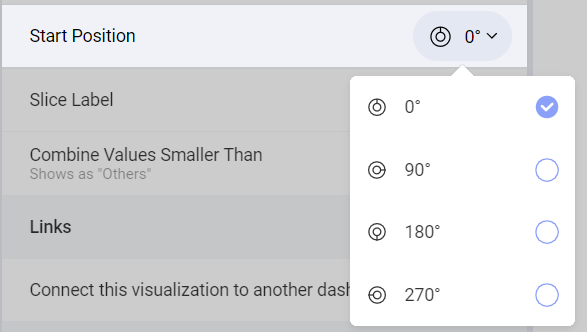 Start Position
0°
Slice Label
Combine Values Smaller Than
Shows as "Others"
Links
Connect this visualization to another dash
0°
90°
180°
270°